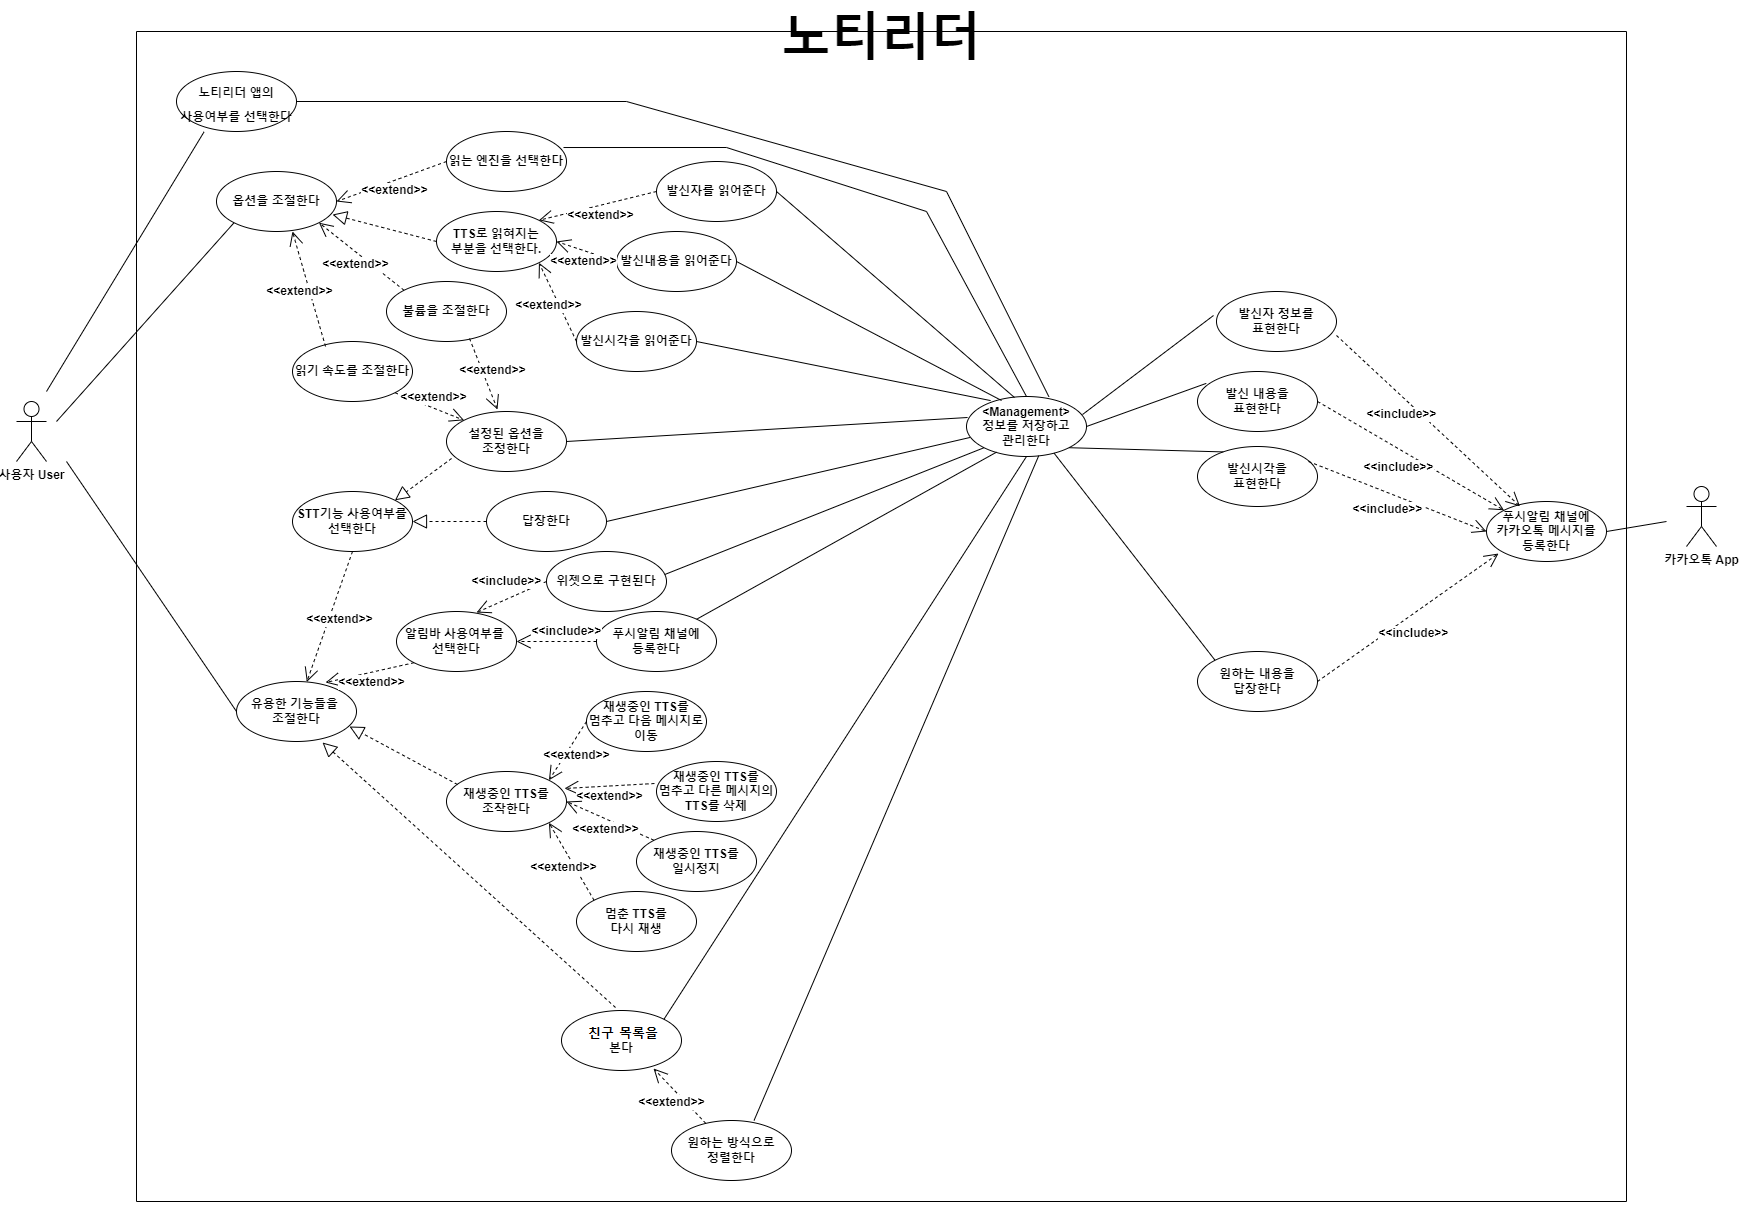 노티리더
노티리더 앱의
사용여부를 선택한다
읽는 엔진을 선택한다
<<extend>>
옵션을 조절한다
발신자를 읽어준다
<<extend>>
TTS로 읽혀지는
부분을 선택한다.
<<extend>>
발신내용을 읽어준다
<<extend>>
<<extend>>
볼륨을 조절한다
<<extend>>
발신시각을 읽어준다
읽기 속도를 조절한다
<<extend>>
<<extend>>
설정된 옵션을
조정한다
<Management>
정보를 저장하고
관리한다
발신자 정보를
표현한다
발신 내용을
표현한다
<<include>>
발신시각을
표현한다
<<include>>
<<include>>
푸시알림 채널에
카카오톡 메시지를
등록한다
카카오톡 App
사용자 User
STT기능 사용여부를
선택한다
답장한다
<<include>>
위젯으로 구현된다
<<extend>>
알림바 사용여부를
선택한다
<<include>>
푸시알림 채널에
등록한다
<<include>>
원하는 내용을
답장한다
<<extend>>
유용한 기능들을
조절한다
재생중인 TTS를
멈추고 다음 메시지로
이동
<<extend>>
재생중인 TTS를
멈추고 다른 메시지의
TTS를 삭제
<<extend>>
재생중인 TTS를
조작한다
<<extend>>
재생중인 TTS를
일시정지
<<extend>>
멈춘 TTS를
다시 재생
친구 목록을
본다
<<extend>>
원하는 방식으로
정렬한다